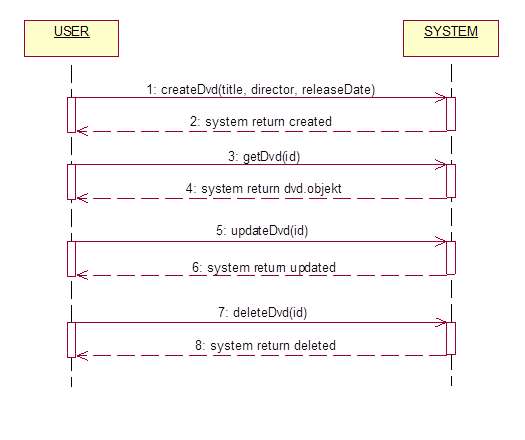 USER
SYSTEM
1: createDvd(title, director, releaseDate)
2: system return created
3: getDvd(id)
4: system return dvd.objekt
5: updateDvd(id)
6: system return updated
7: deleteDvd(id)
8: system return deleted